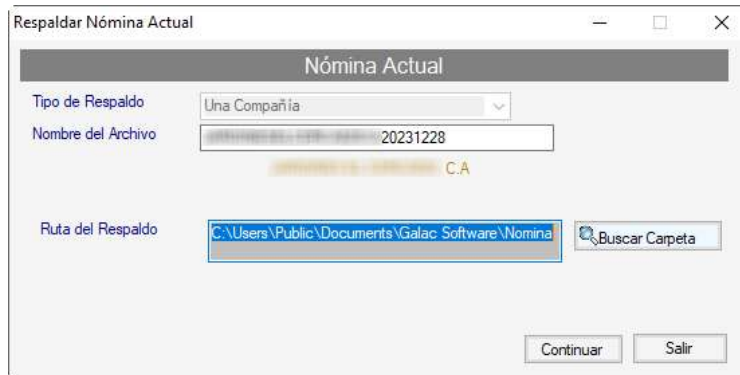 Respaldar Nómina Actual
Nómina Actual
Tipo de Respaldo Una Compañía
Nombre del Archivo 20231228
C.A
Ruta del Respaldo C:\Users\Public\Documents\Galac Software\Nomina Buscar Carpeta
Continuar Salir